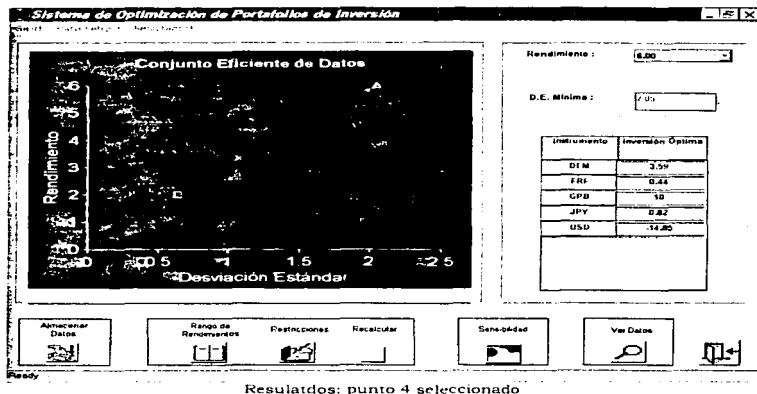 Sistema de Optimización de Portafolios de Inversión
Conjunto Eficiente de Datos
Rendimiento
6
5
4
3
2
1
0
0 0.5 1 1.5 2 2.5
Desviación Estándar
Rendimiento :
6.00
D.E. Mínima :
Instrumento Inversión Optima
DEM 3.59
FRF 0.44
GPB 10
JPY 0.82
USD -14.85
Almacenar Datos
Rango de Rendimientos
Restricciones
Recalcular
Sensibilidad
Ver Datos
Ready
Resulatdos: punto 4 seleccionado